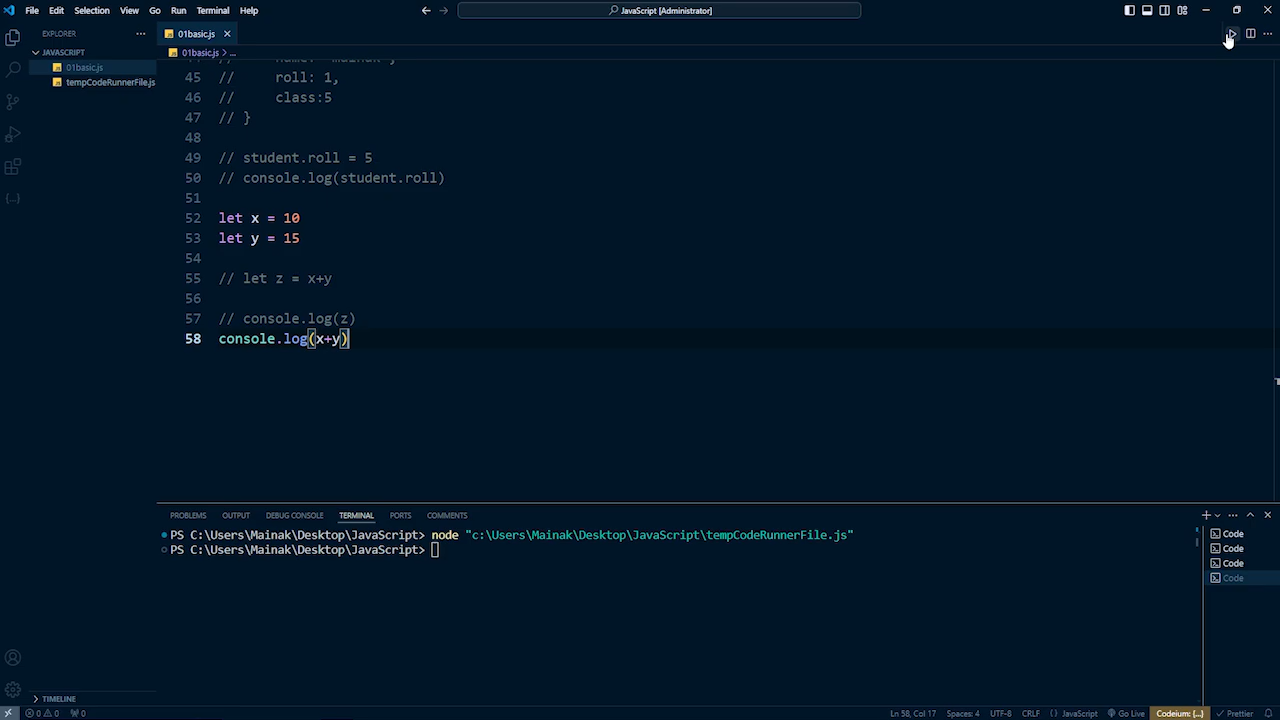 File Edit Selection View Go Run Terminal Help
JavaScript [Administrator]
EXPLORER
JAVASCRIPT
01basic.js
tempCodeRunnerFile.js
01basic.js
01basic.js > ...
45 //     roll: 1,
46 //     class:5
47 // }
48
49 // student.roll = 5
50 // console.log(student.roll)
51
52 let x = 10
53 let y = 15
54
55 // let z = x+y
56
57 // console.log(z)
58 console.log(x+y)
PROBLEMS OUTPUT DEBUG CONSOLE TERMINAL PORTS COMMENTS
PS C:\Users\Mainak\Desktop\JavaScript> node "c:\Users\Mainak\Desktop\JavaScript\tempCodeRunnerFile.js"
PS C:\Users\Mainak\Desktop\JavaScript>
Code
Code
Code
Code
TIMELINE
0 0 0 Ln 58, Col 17 Spaces: 4 UTF-8 CRLF {} JavaScript Go Live Codeium: {...} Prettier